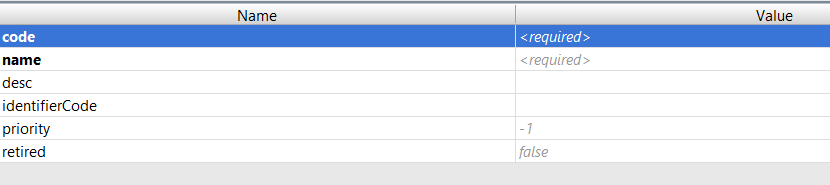 Name Value
code <required>
name <required>
desc
identifierCode
priority -1
retired false